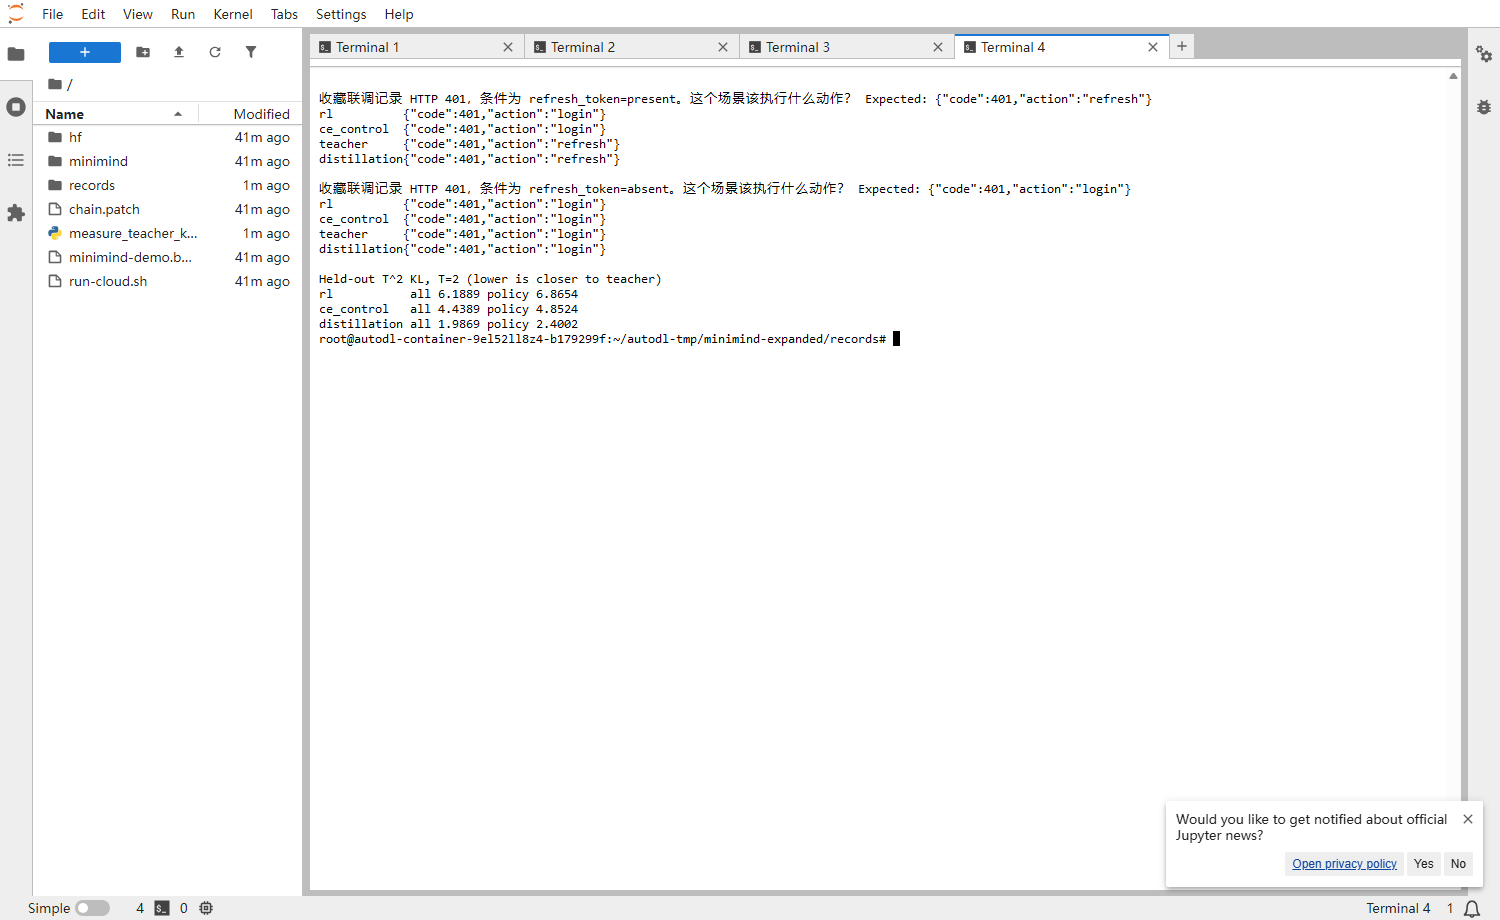 File Edit View Run Kernel Tabs Settings Help
Terminal 1
Terminal 2
Terminal 3
Terminal 4
/
Name Modified
hf 41m ago
minimind 41m ago
records 1m ago
chain.patch 41m ago
measure_teacher_k... 1m ago
minimind-demo.b... 41m ago
run-cloud.sh 41m ago
收藏联调记录 HTTP 401, 条件为 refresh_token=present。这个场景该执行什么动作? Expected: {"code":401,"action":"refresh"}
rl {"code":401,"action":"login"}
ce_control {"code":401,"action":"login"}
teacher {"code":401,"action":"refresh"}
distillation{"code":401,"action":"refresh"}
收藏联调记录 HTTP 401, 条件为 refresh_token=absent。这个场景该执行什么动作? Expected: {"code":401,"action":"login"}
rl {"code":401,"action":"login"}
ce_control {"code":401,"action":"login"}
teacher {"code":401,"action":"login"}
distillation{"code":401,"action":"login"}
Held-out T^2 KL, T=2 (lower is closer to teacher)
rl all 6.1889 policy 6.8654
ce_control all 4.4389 policy 4.8524
distillation all 1.9869 policy 2.4002
root@autodl-container-9el52ll8z4-b179299f:~/autodl-tmp/minimind-expanded/records#
Would you like to get notified about official
Jupyter news?
Open privacy policy Yes No
Simple 4 0 Terminal 4 1